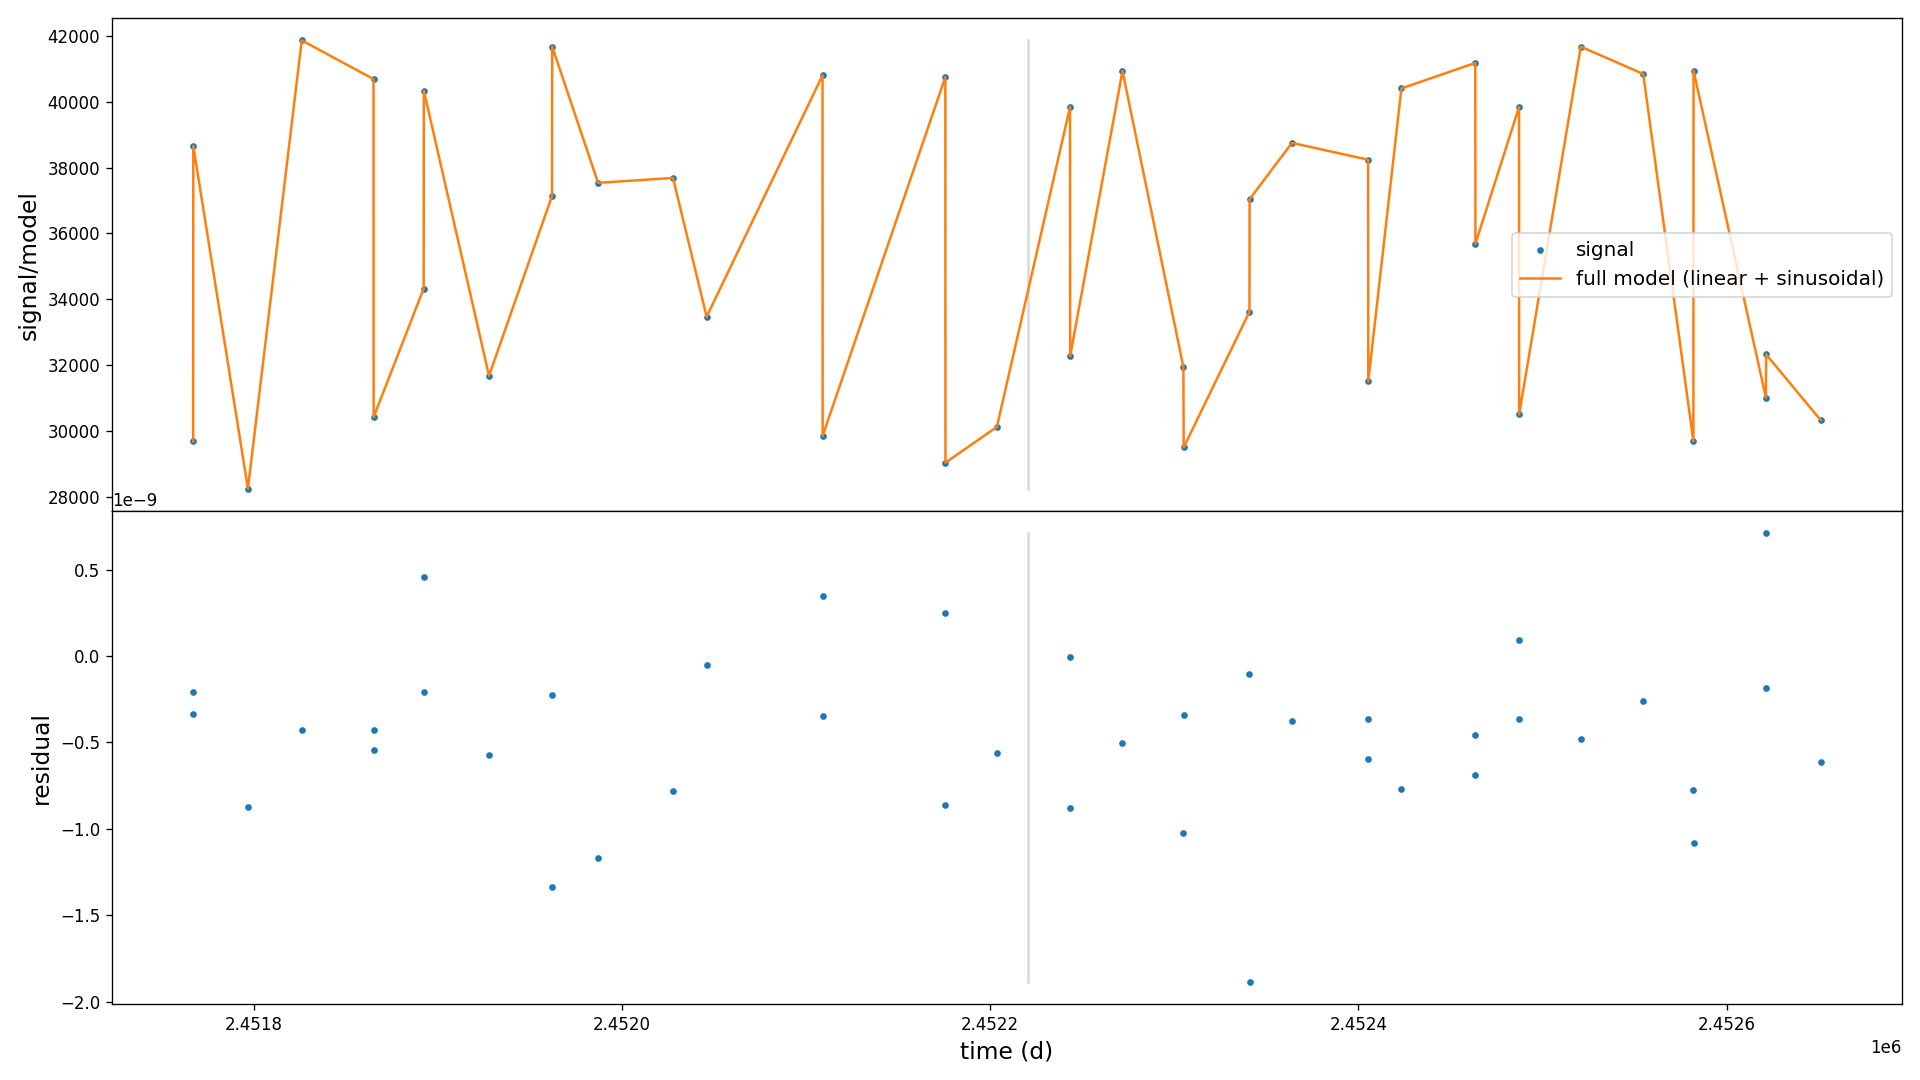 42000
40000
38000
36000
34000
32000
30000
28000
signal/model
signal
full model (linear + sinusoidal)
1e−9
0.5
0.0
−0.5
−1.0
−1.5
−2.0
residual
2.4518
2.4520
2.4522
2.4524
2.4526
time (d)
1e6